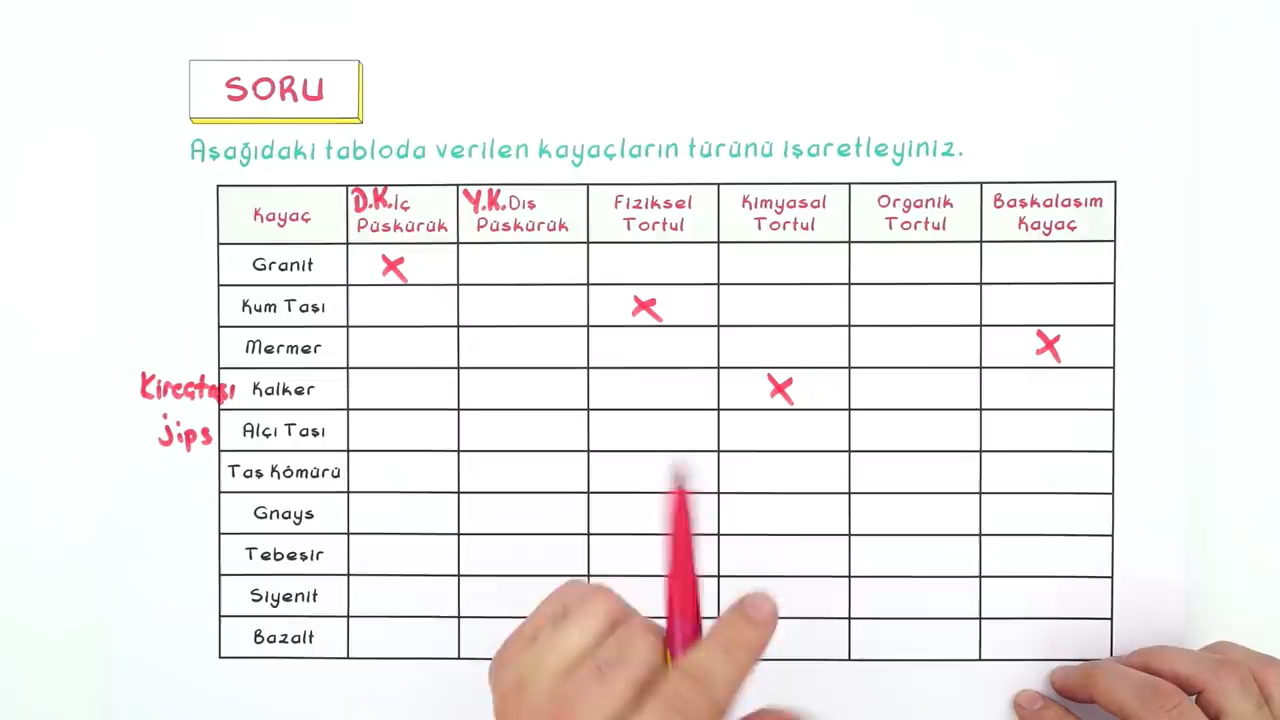 SORU
Aşağıdaki tabloda verilen kayaçların türünü işaretleyiniz.
Kayaç
D.K. İç Püskürük
Y.K. Dış Püskürük
Fiziksel Tortul
Kimyasal Tortul
Organik Tortul
Başkalaşım Kayaç
Granit X
Kum Taşı X
Mermer X
Kireçtaşı Kalker X
jips Alçı Taşı
Taş Kömürü
Gnays
Tebeşir
Siyenit
Bazalt